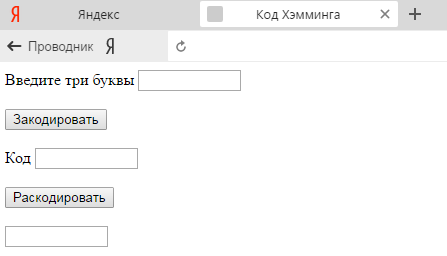 Я Яндекс Код Хэмминга
Проводник Я
Введите три буквы
Закодировать
Код
Раскодировать